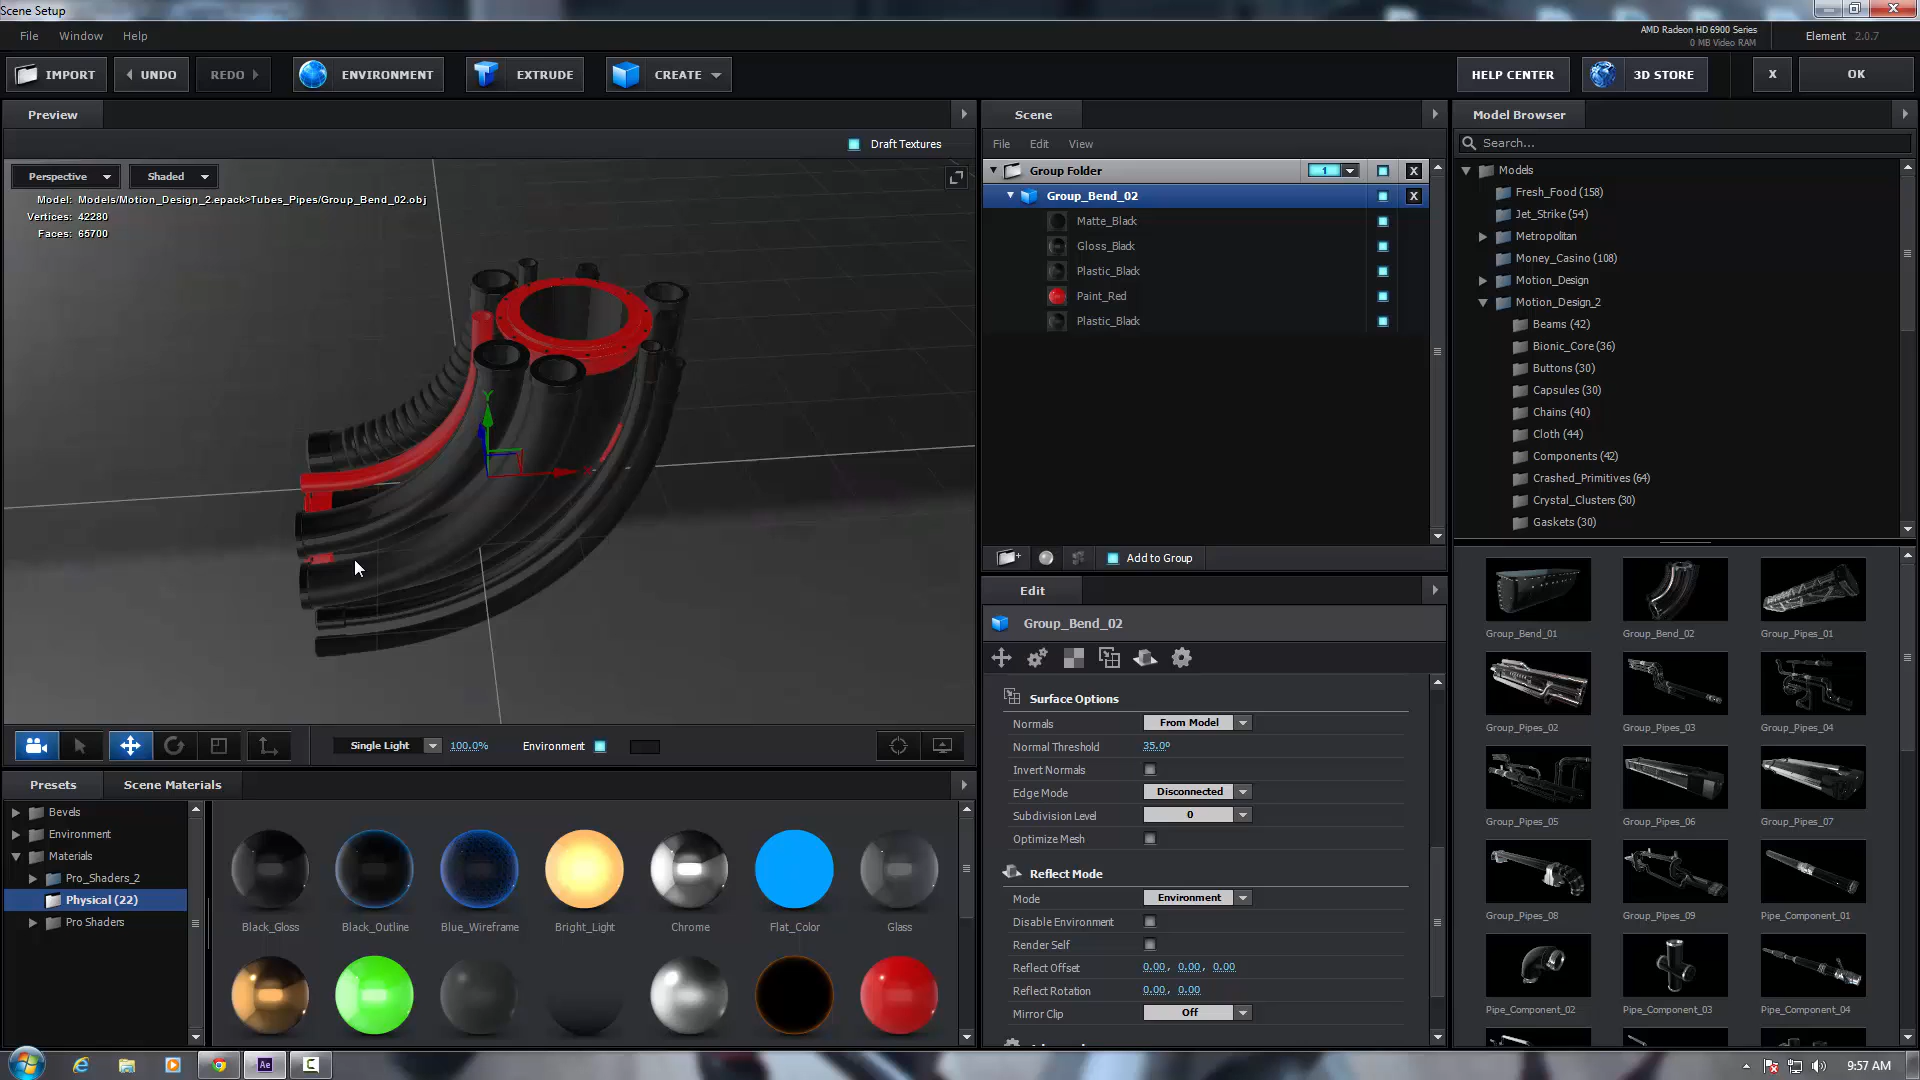 Scene Setup
File Window Help
AMD Radeon HD 6900 Series
0 MB Video RAM
Element 2.0.7
IMPORT UNDO REDO ENVIRONMENT EXTRUDE CREATE HELP CENTER 3D STORE X OK
Preview
Draft Textures
Perspective Shaded
Model: Models/Motion_Design_2.epack>Tubes_Pipes/Group_Bend_02.obj
Vertices: 42280
Faces: 65700
Y
X
Single Light 100.0% Environment
Presets Scene Materials
Bevels
Environment
Materials
Pro_Shaders_2
Physical (22)
Pro Shaders
Black_Gloss Black_Outline Blue_Wireframe Bright_Light Chrome Flat_Color Glass
Scene
File Edit View
Group Folder 1 X
Group_Bend_02 X
Matte_Black
Gloss_Black
Plastic_Black
Paint_Red
Plastic_Black
Add to Group
Edit
Group_Bend_02
Surface Options
Normals From Model
Normal Threshold 35.0º
Invert Normals
Edge Mode Disconnected
Subdivision Level 0
Optimize Mesh
Reflect Mode
Mode Environment
Disable Environment
Render Self
Reflect Offset 0.00, 0.00, 0.00
Reflect Rotation 0.00, 0.00
Mirror Clip Off
Model Browser
Search...
Models
Fresh_Food (158)
Jet_Strike (54)
Metropolitan
Money_Casino (108)
Motion_Design
Motion_Design_2
Beams (42)
Bionic_Core (36)
Buttons (30)
Capsules (30)
Chains (40)
Cloth (44)
Components (42)
Crashed_Primitives (64)
Crystal_Clusters (30)
Gaskets (30)
Group_Bend_01 Group_Bend_02 Group_Pipes_01
Group_Pipes_02 Group_Pipes_03 Group_Pipes_04
Group_Pipes_05 Group_Pipes_06 Group_Pipes_07
Group_Pipes_08 Group_Pipes_09 Pipe_Component_01
Pipe_Component_02 Pipe_Component_03 Pipe_Component_04
Ae
9:57 AM